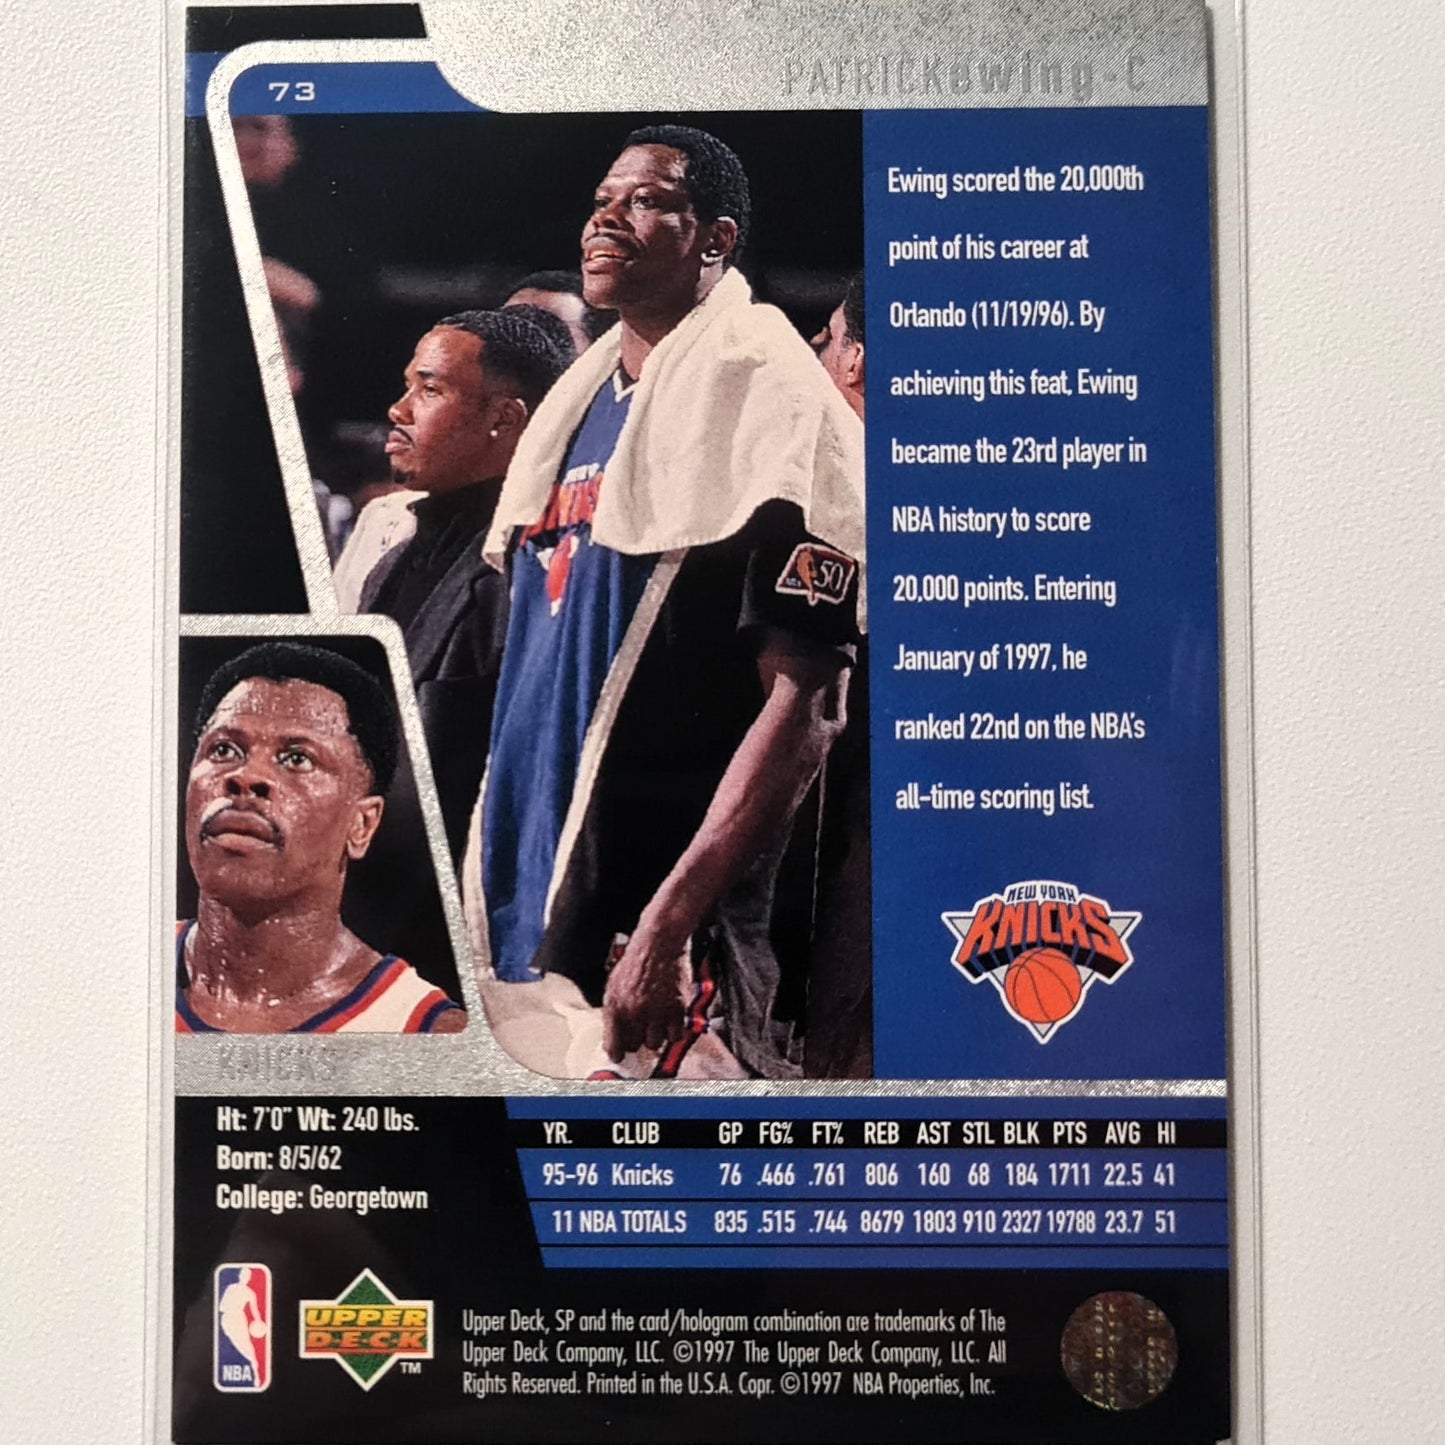 73
PATRICKewing-C
Ewing scored the 20,000th
point of his career at
Orlando (11/19/96). By
achieving this feat, Ewing
became the 23rd player in
NBA history to score
20,000 points. Entering
January of 1997, he
ranked 22nd on the NBA's
all-time scoring list.
50
NEW YORK
KNICKS
KNICKS
Ht: 7'0" Wt: 240 lbs.
Born: 8/5/62
College: Georgetown
YR. CLUB GP FG% FT% REB AST STL BLK PTS AVG HI
95-96 Knicks 76 .466 .761 806 160 68 184 1711 22.5 41
11 NBA TOTALS 835 .515 .744 8679 1803 910 2327 19788 23.7 51
NBA
UPPER
DECK
™
Upper Deck, SP and the card/hologram combination are trademarks of The
Upper Deck Company, LLC. ©1997 The Upper Deck Company, LLC. All
Rights Reserved. Printed in the U.S.A. Copr. ©1997 NBA Properties, Inc.